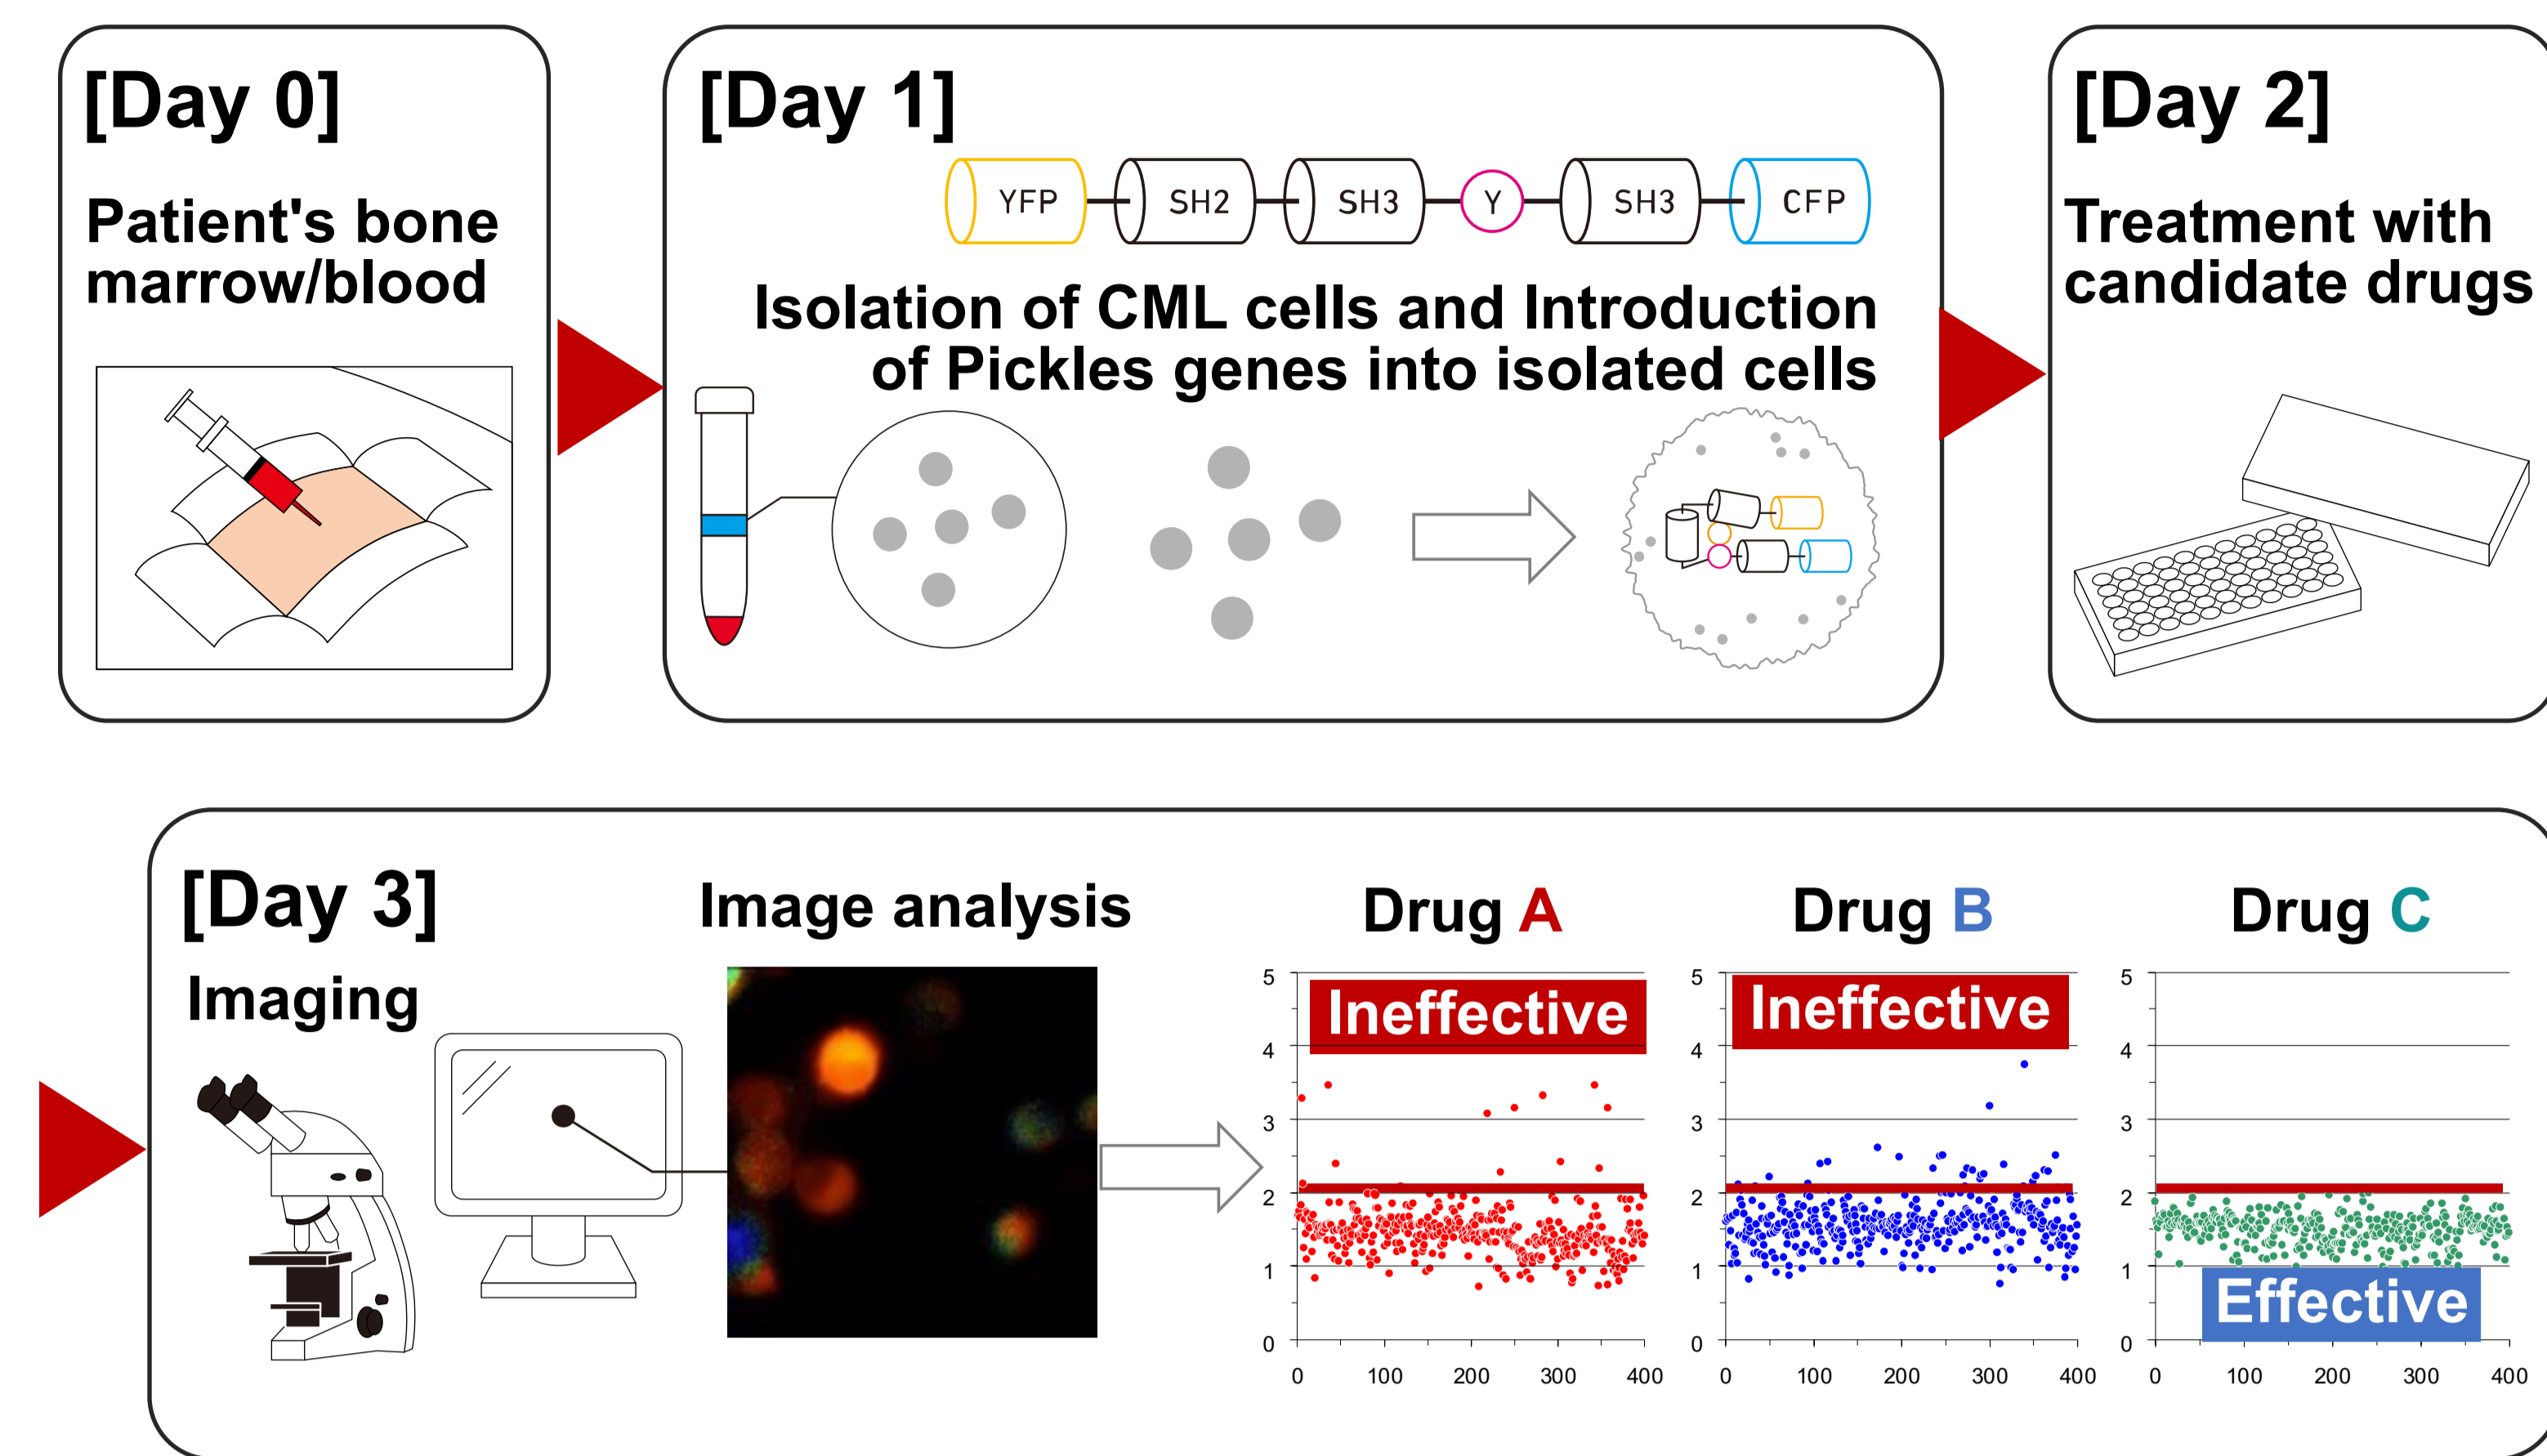 [Day 0]
Patient's bone
marrow/blood
[Day 1]
YFP
SH2
SH3
Y
SH3
CFP
Isolation of CML cells and Introduction
of Pickles genes into isolated cells
[Day 2]
Treatment with
candidate drugs
[Day 3]
Imaging
Image analysis
Drug A
5
4
3
2
1
0
0 100 200 300 400
Ineffective
Drug B
5
4
3
2
1
0
0 100 200 300 400
Ineffective
Drug C
5
4
3
2
1
0
0 100 200 300 400
Effective